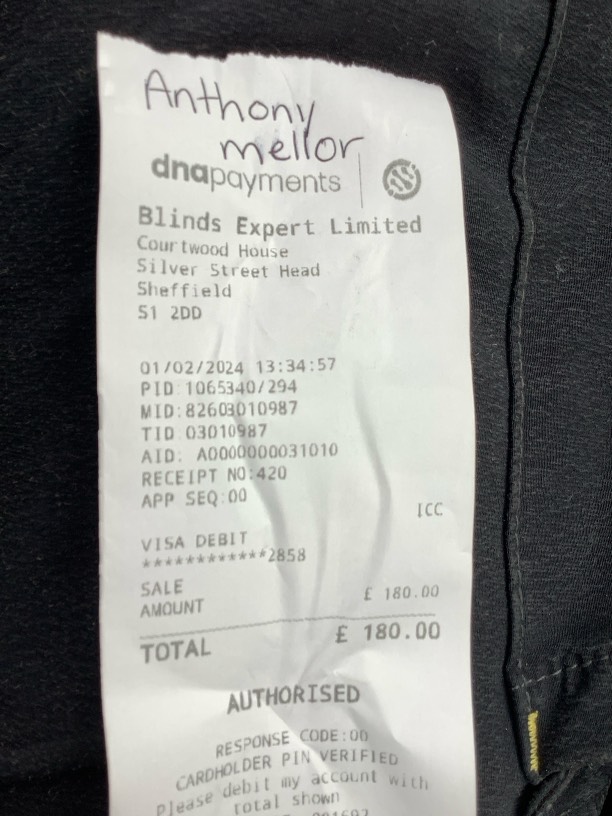 Anthony
mellor
dnapayments
Blinds Expert Limited
Courtwood House
Silver Street Head
Sheffield
S1 2DD
01/02/2024 13:34:57
PID:1065340/294
MID:82603010987
TID 03010987
AID: A0000000031010
RECEIPT NO:420
APP SEQ:00
ICC
VISA DEBIT
************2858
SALE
AMOUNT £ 180.00
TOTAL £ 180.00
AUTHORISED
RESPONSE CODE:00
CARDHOLDER PIN VERIFIED
Please debit my account with
total shown